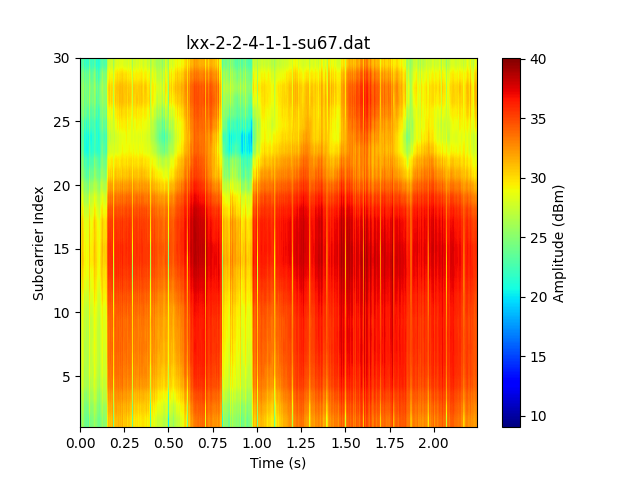 lxx-2-2-4-1-1-su67.dat
30
25
20
15
10
5
Subcarrier Index
0.00 0.25 0.50 0.75 1.00 1.25 1.50 1.75 2.00
Time (s)
40
35
30
25
20
15
10
Amplitude (dBm)